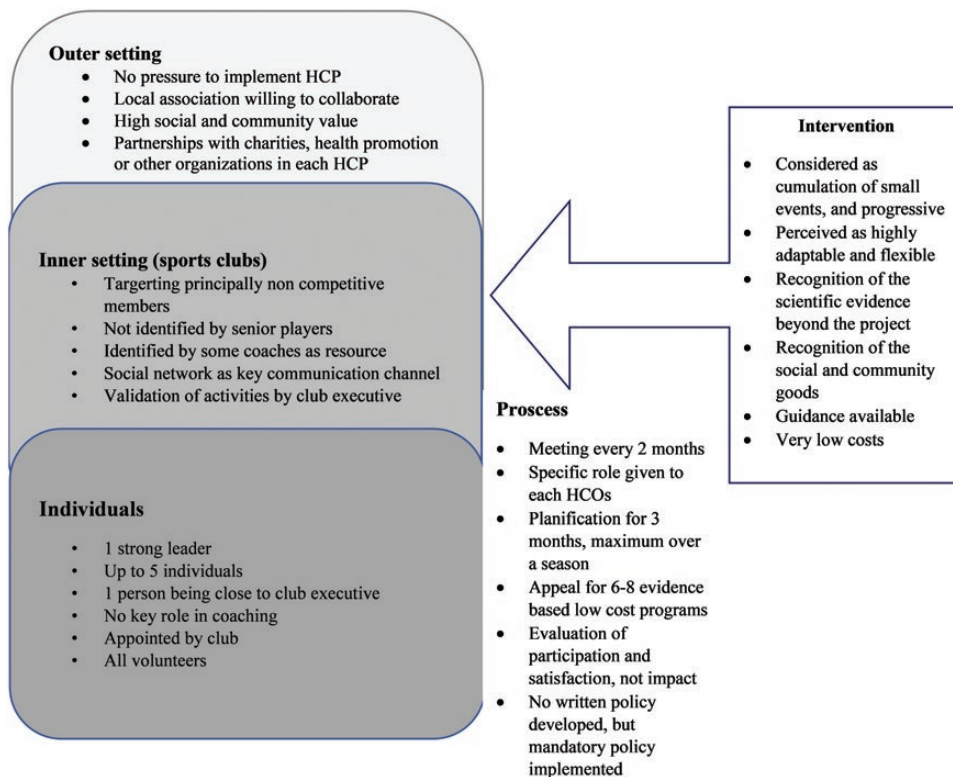 Outer setting
• No pressure to implement HCP
• Local association willing to collaborate
• High social and community value
• Partnerships with charities, health promotion
or other organizations in each HCP
Inner setting (sports clubs)
• Targerting principally non competitive
members
• Not identified by senior players
• Identified by some coaches as resource
• Social network as key communication channel
• Validation of activities by club executive
Individuals
• 1 strong leader
• Up to 5 individuals
• 1 person being close to club executive
• No key role in coaching
• Appointed by club
• All volunteers
Proscess
• Meeting every 2 months
• Specific role given to
each HCOs
• Planification for 3
months, maximum over
a season
• Appeal for 6-8 evidence
based low cost programs
• Evaluation of
participation and
satisfaction, not impact
• No written policy
developed, but
mandatory policy
implemented
Intervention
• Considered as
cumulation of small
events, and progressive
• Perceived as highly
adaptable and flexible
• Recognition of the
scientific evidence
beyond the project
• Recognition of the
social and community
goods
• Guidance available
• Very low costs